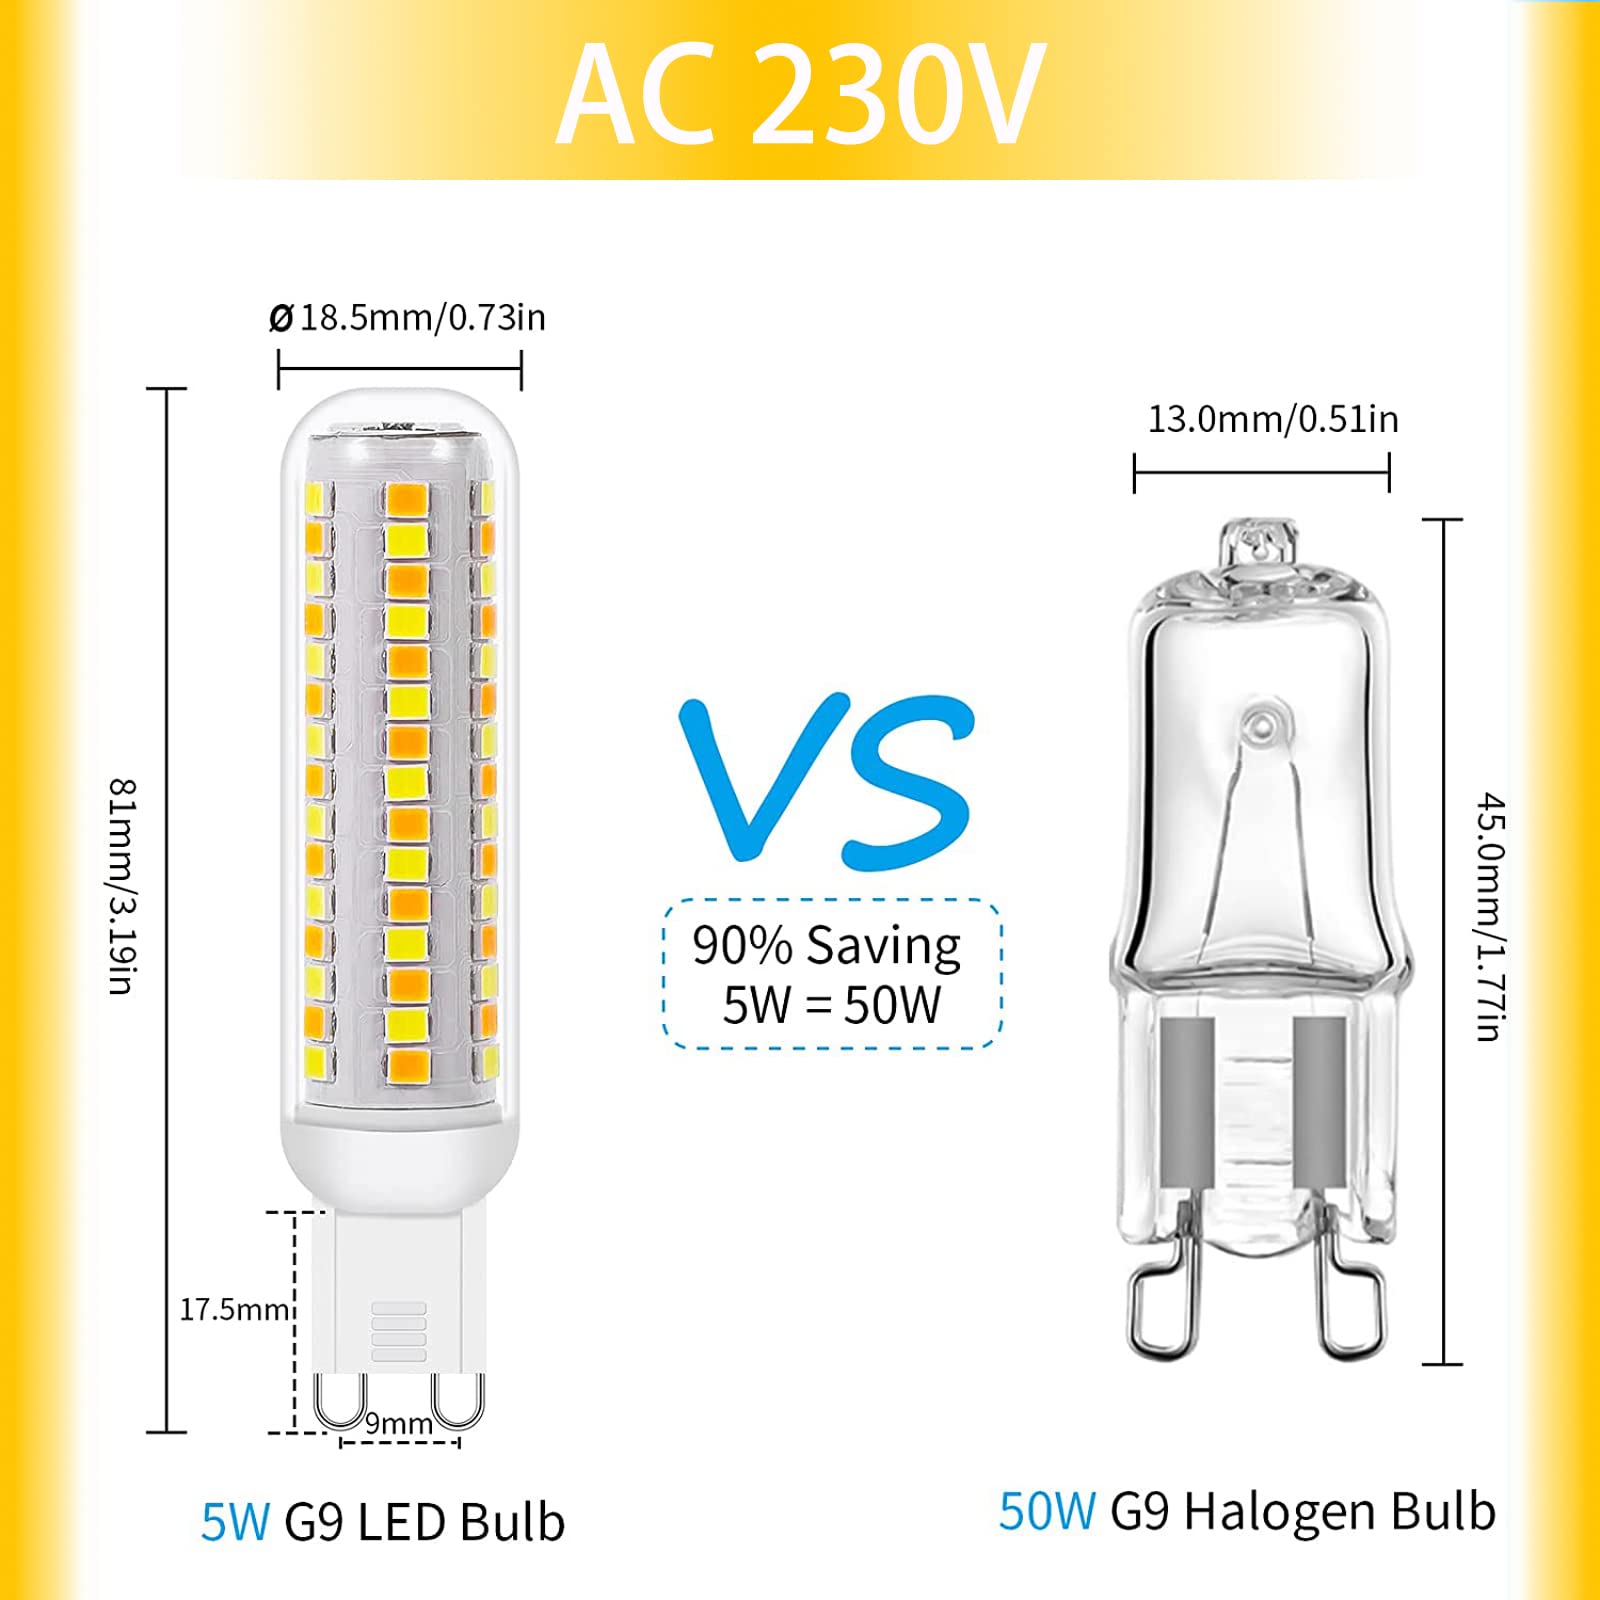 AC 230V
Ø18.5mm/0.73in
13.0mm/0.51in
81mm/3.19in
VS
90% Saving
5W = 50W
45.0mm/1.77in
17.5mm
9mm
5W G9 LED Bulb
50W G9 Halogen Bulb